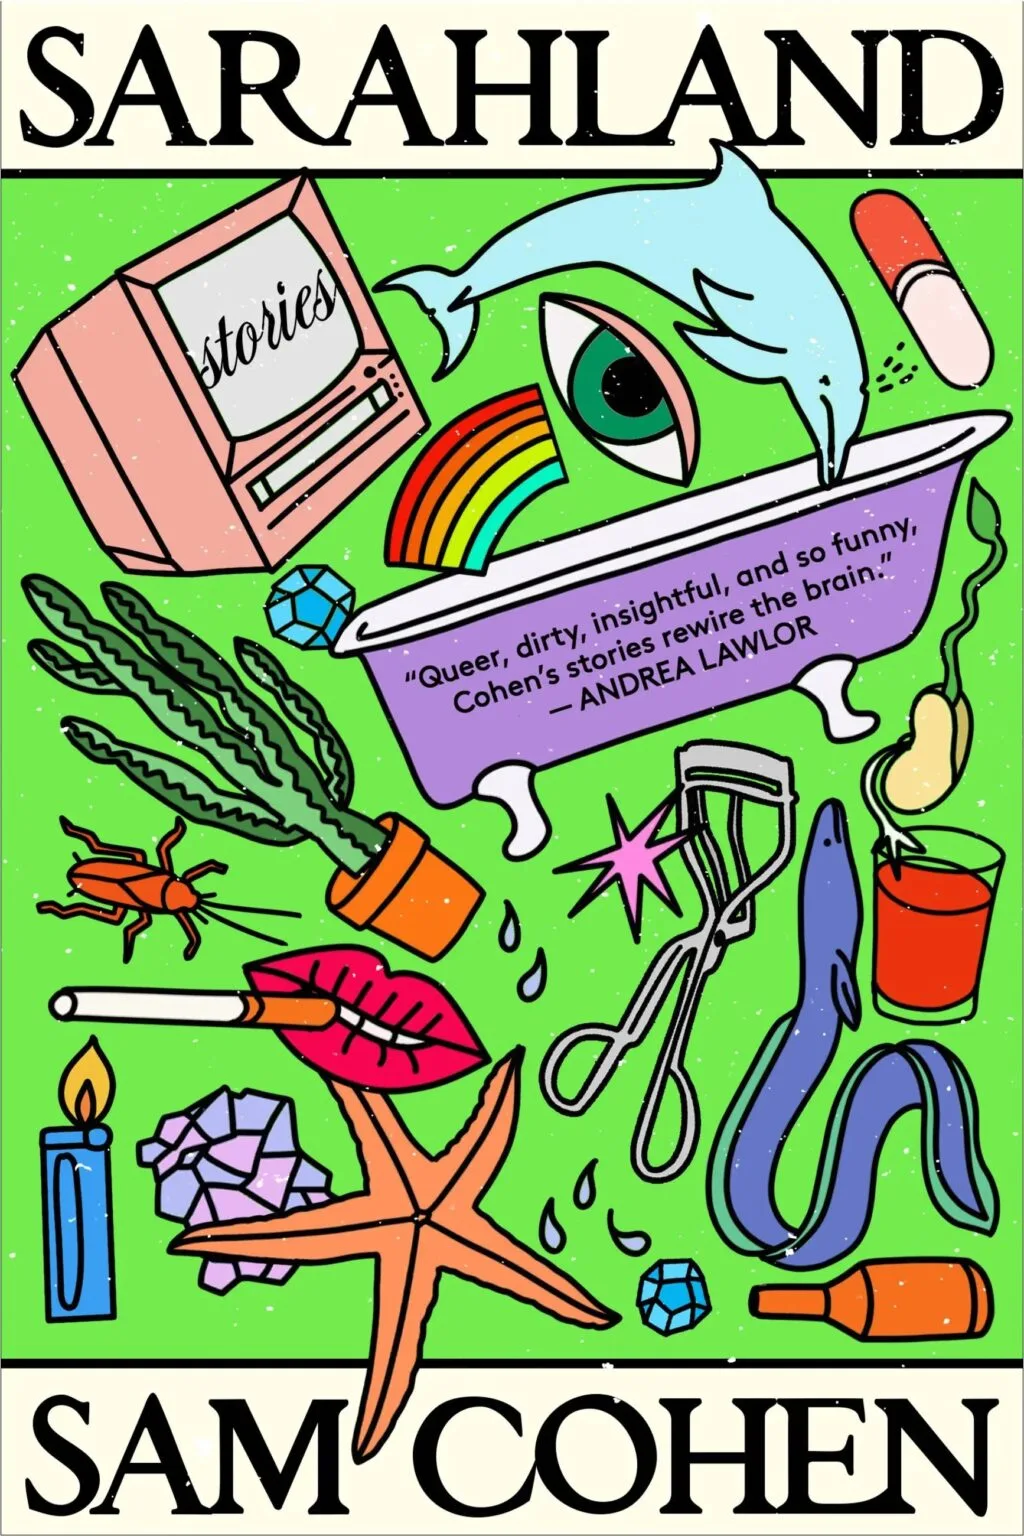 SARAHLAND
stories
“Queer, dirty, insightful, and so funny,
Cohen’s stories rewire the brain.”
— ANDREA LAWLOR
SAM COHEN